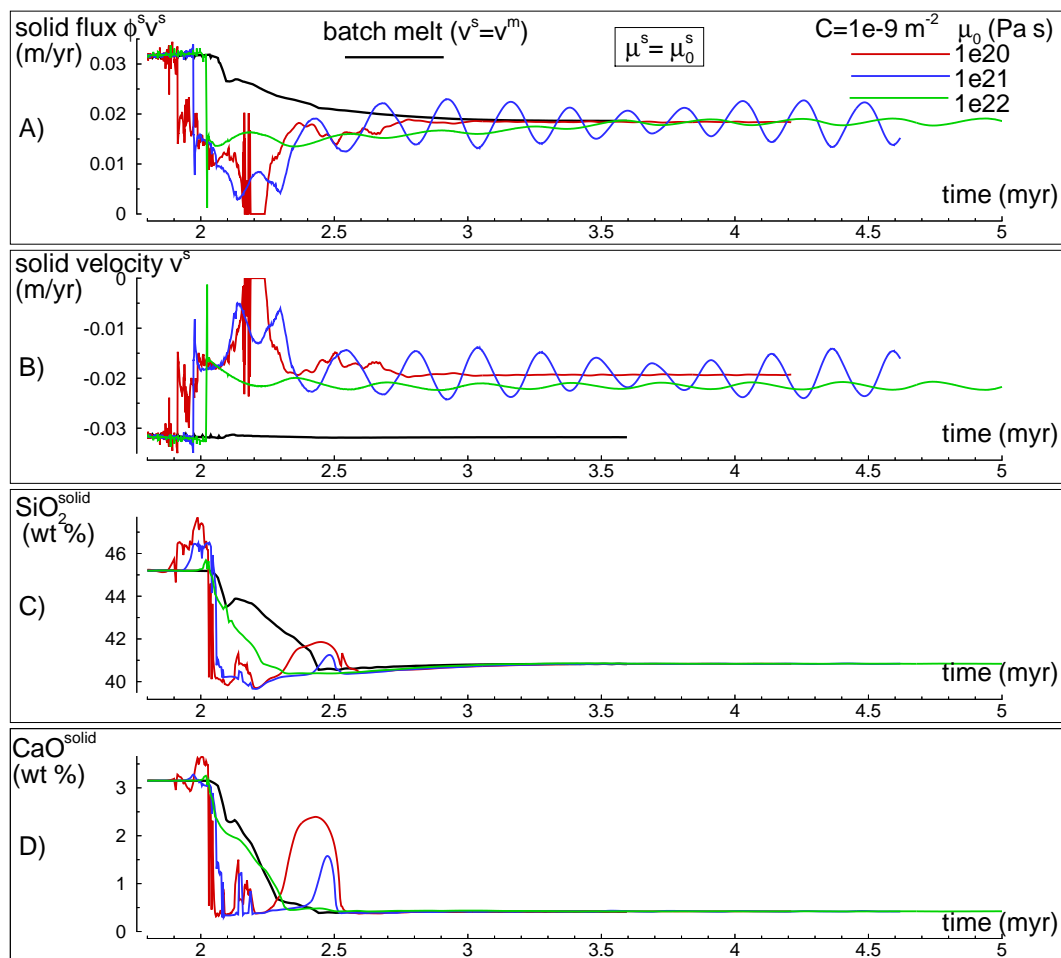 solid flux ϕˢvˢ
(m/yr)
batch melt (vˢ=vᵐ)
μˢ= μ₀ˢ
C=1e-9 m⁻² μ₀ (Pa s)
1e20
1e21
1e22
0.03
0.02
0.01
0
A)
time (myr)
2 2.5 3 3.5 4 4.5 5
solid velocity vˢ
(m/yr)
0
-0.01
-0.02
-0.03
B)
time (myr)
2 2.5 3 3.5 4 4.5 5
SiO₂ˢᵒˡⁱᵈ
(wt %)
46
44
42
40
C)
time (myr)
2 2.5 3 3.5 4 4.5 5
CaOˢᵒˡⁱᵈ
(wt %)
3
2
1
0
D)
time (myr)
2 2.5 3 3.5 4 4.5 5